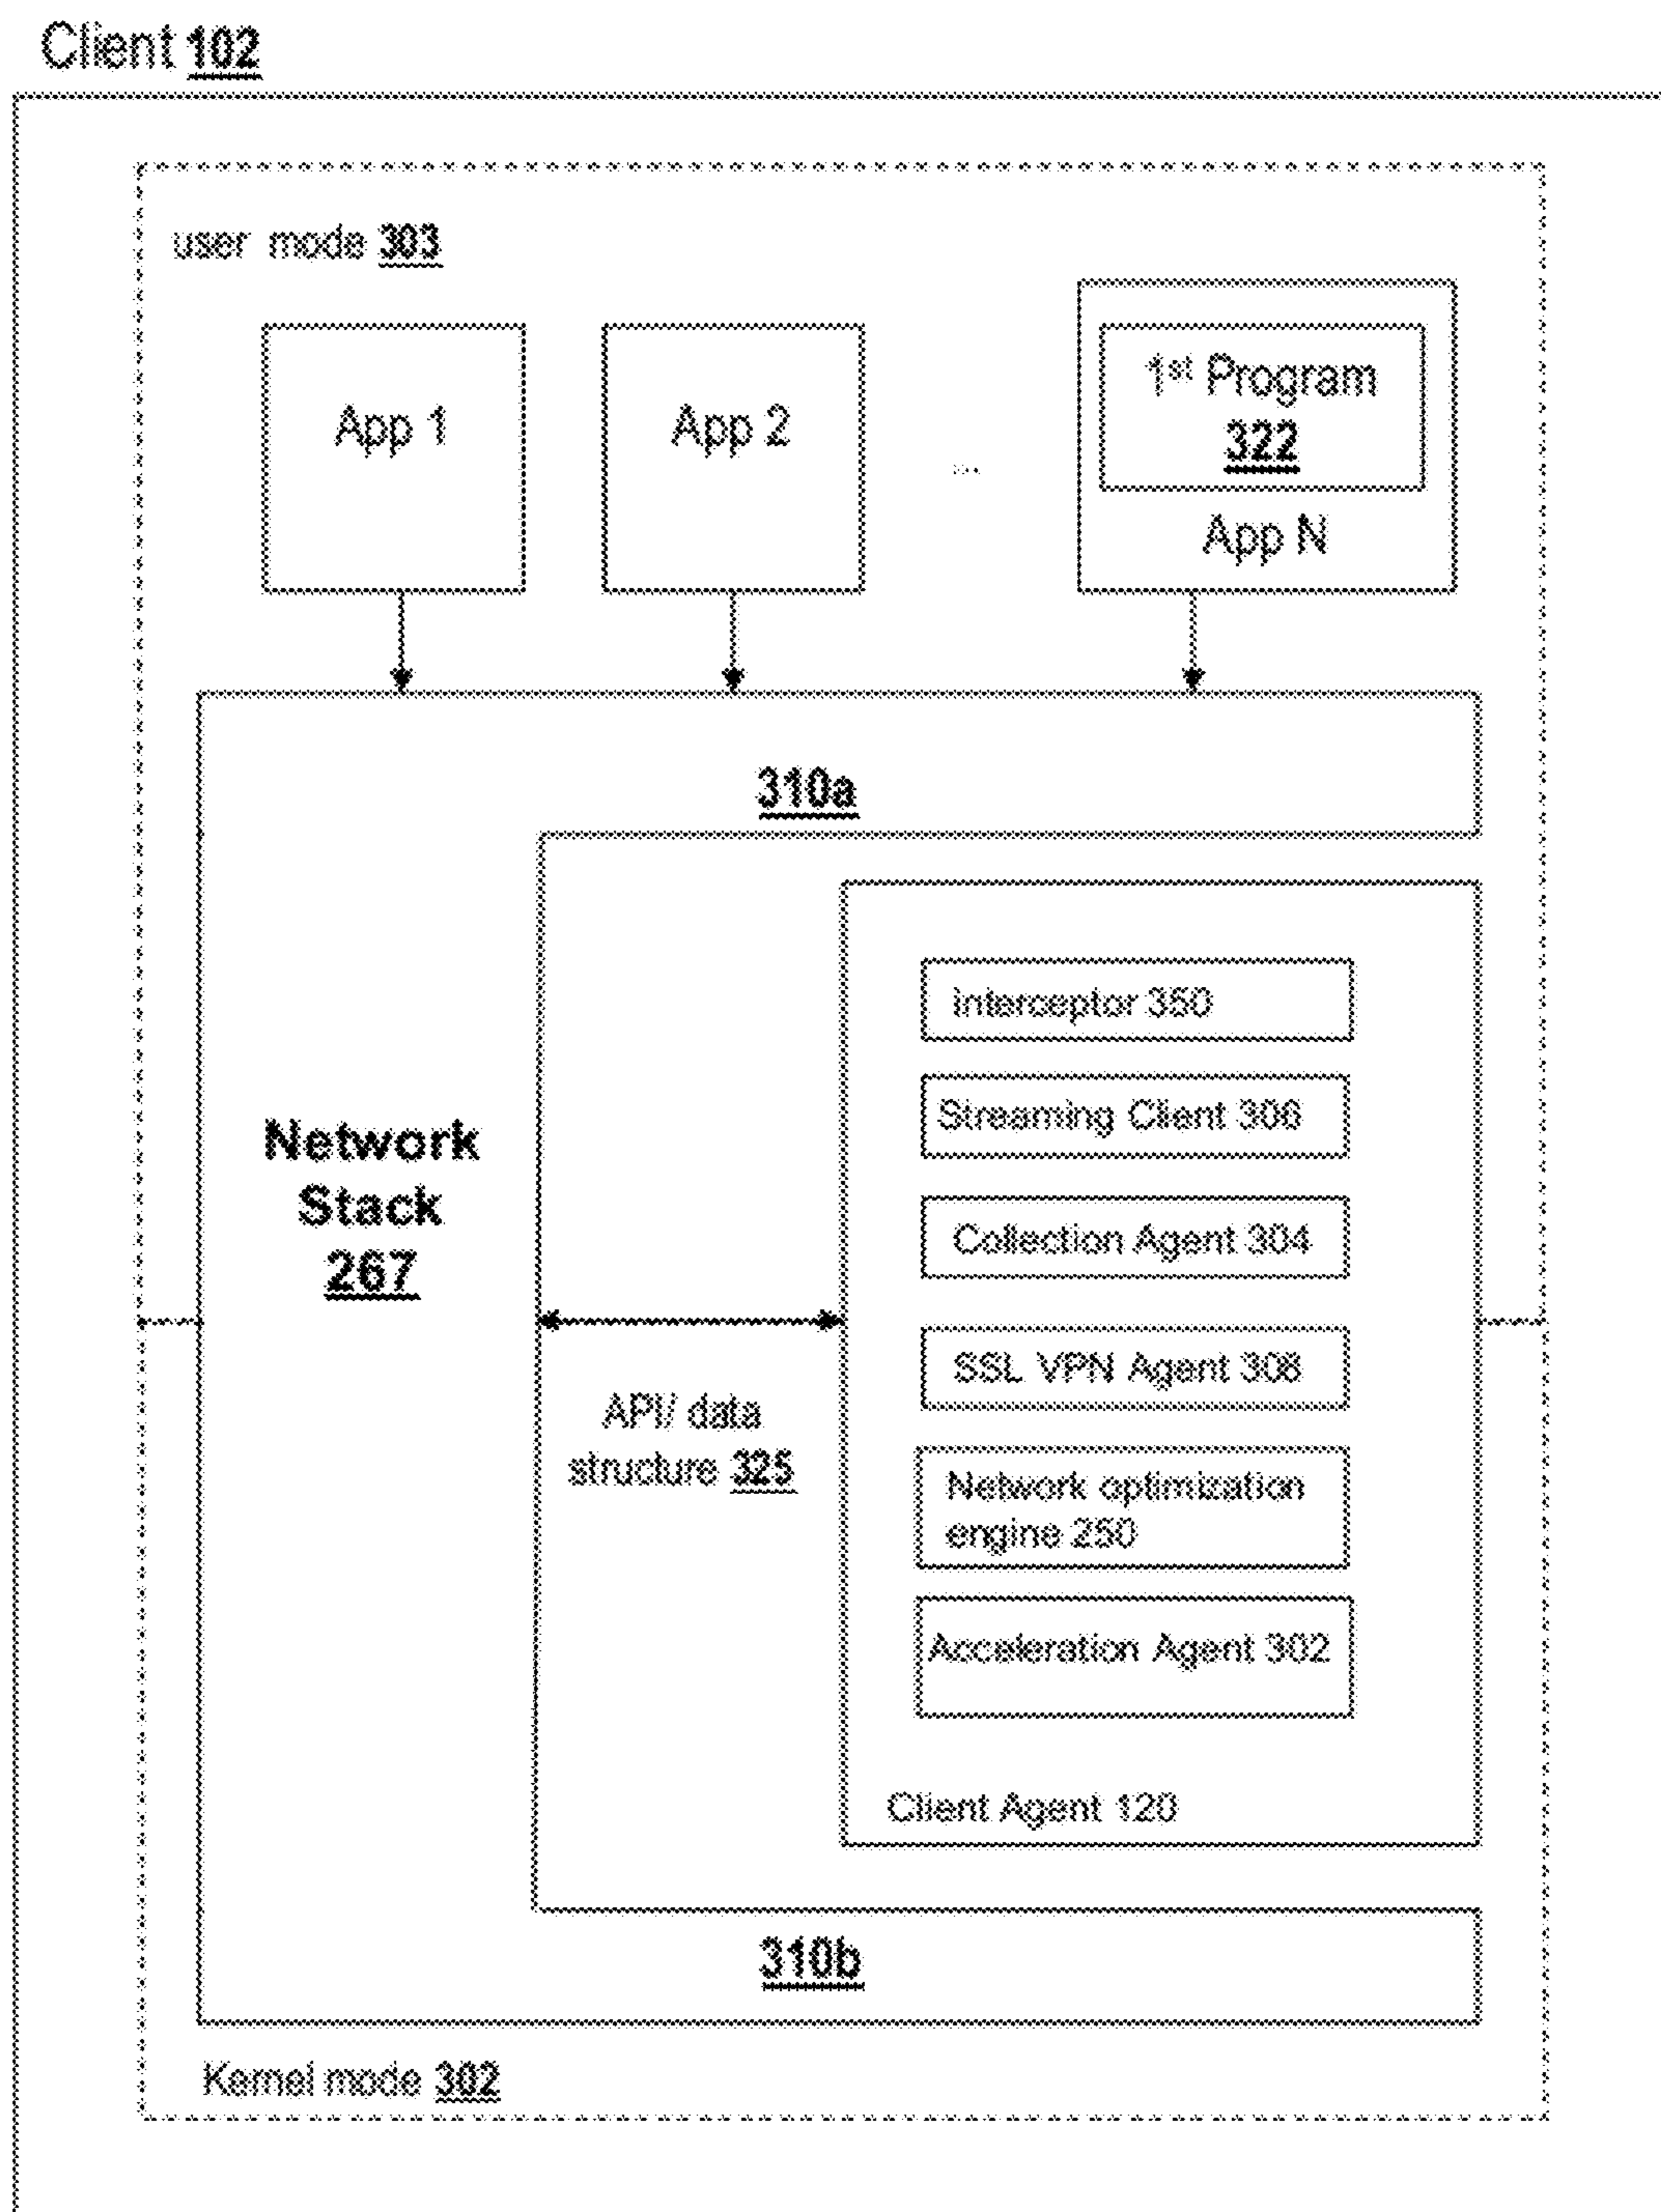 Client 102
user mode 303
App 1
App 2
...
1st Program
322
App N
310a
Network
Stack
267
API/ data
structure 325
interceptor 350
Streaming Client 306
Collection Agent 304
SSL VPN Agent 308
Network optimization
engine 250
Acceleration Agent 302
Client Agent 120
310b
Kernel mode 302